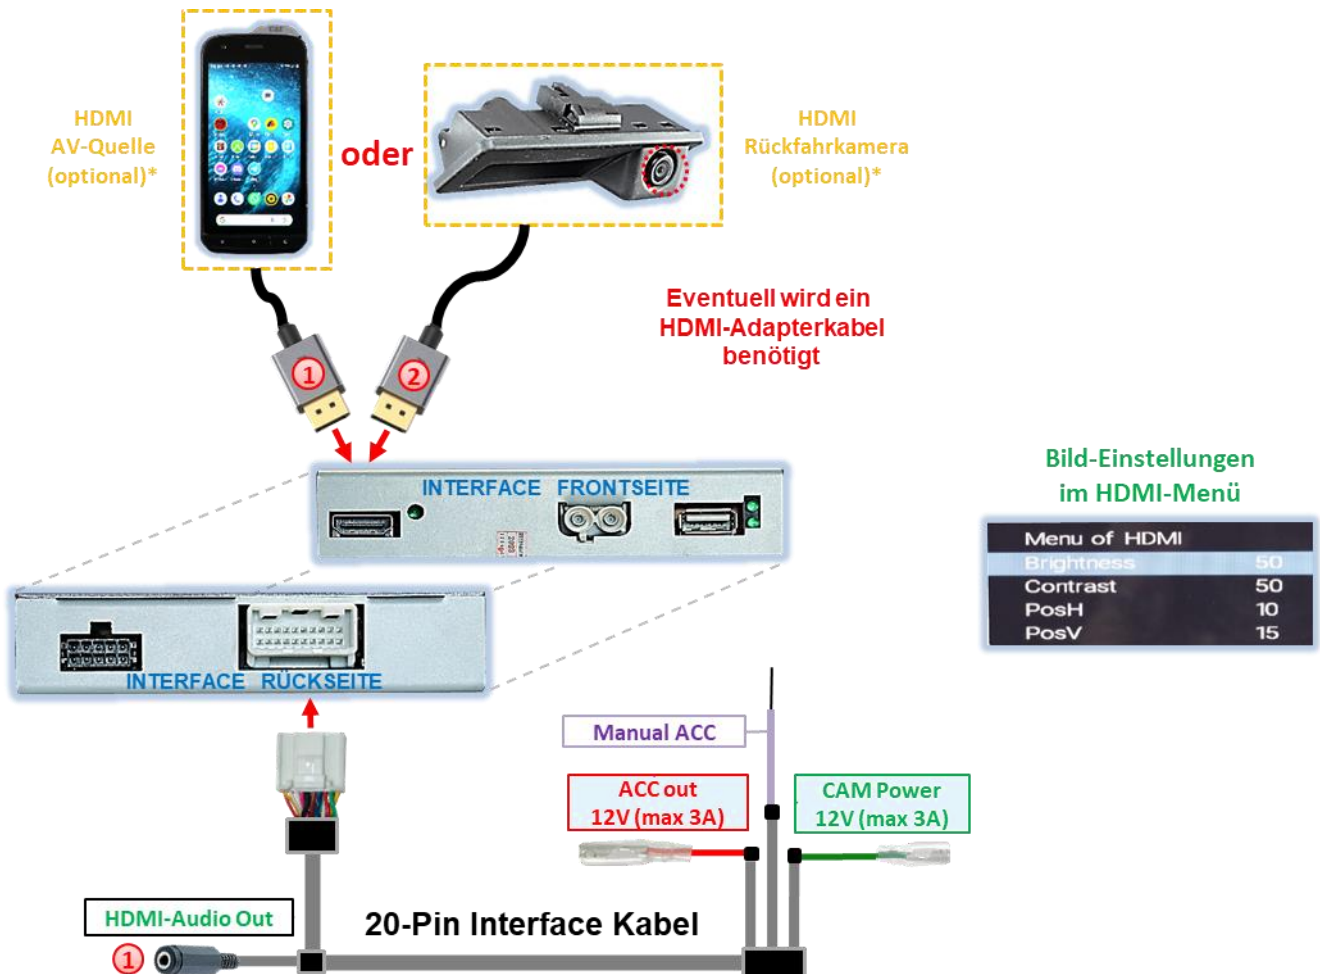 HDMI
AV-Quelle
(optional)*
oder
HDMI
Rückfahrkamera
(optional)*
Eventuell wird ein
HDMI-Adapterkabel
benötigt
1
2
INTERFACE FRONTSEITE
Bild-Einstellungen
im HDMI-Menü
Menu of HDMI
Brightness 50
Contrast 50
PosH 10
PosV 15
INTERFACE RÜCKSEITE
Manual ACC
ACC out
12V (max 3A)
CAM Power
12V (max 3A)
HDMI-Audio Out
20-Pin Interface Kabel
1